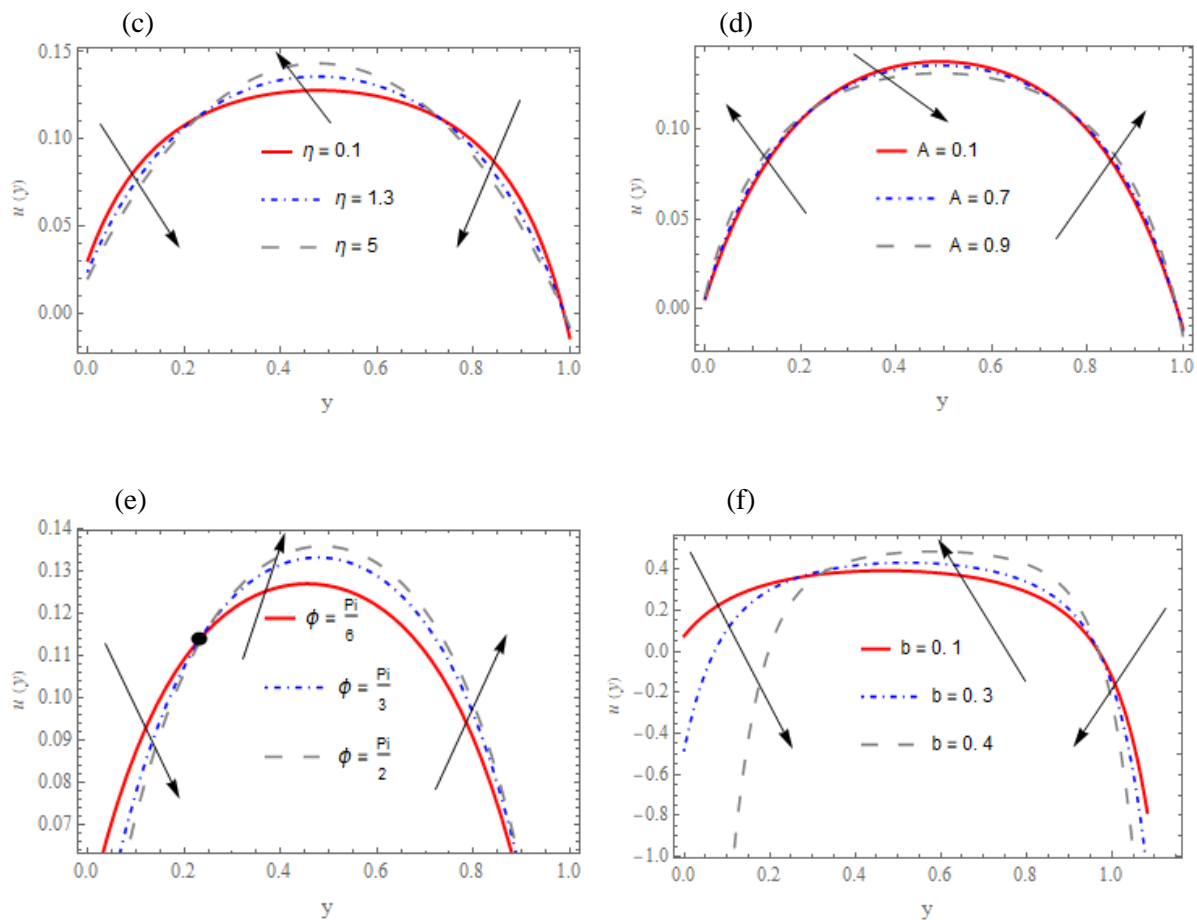 (c)
(d)
0.15
0.10
0.05
0.00
u (y)
η = 0.1
η = 1.3
η = 5
0.0 0.2 0.4 0.6 0.8 1.0
y
0.10
0.05
0.00
u (y)
A = 0.1
A = 0.7
A = 0.9
0.0 0.2 0.4 0.6 0.8 1.0
y
(e)
(f)
0.14
0.13
0.12
0.11
0.10
0.09
0.08
0.07
u (y)
ϕ = Pi/6
ϕ = Pi/3
ϕ = Pi/2
0.0 0.2 0.4 0.6 0.8 1.0
y
0.4
0.2
0.0
−0.2
−0.4
−0.6
−0.8
−1.0
u (y)
b = 0. 1
b = 0. 3
b = 0. 4
0.0 0.2 0.4 0.6 0.8 1.0
y